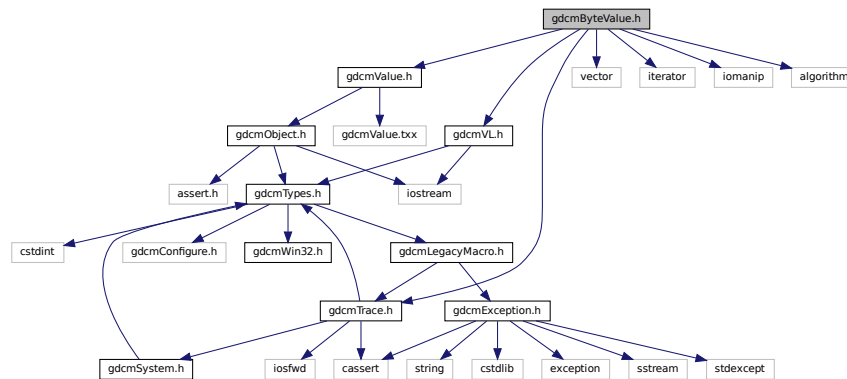 gdcmByteValue.h
gdcmValue.h
vector
iterator
iomanip
algorithm
gdcmObject.h
gdcmValue.txx
gdcmVL.h
assert.h
gdcmTypes.h
iostream
cstdint
gdcmConfigure.h
gdcmWin32.h
gdcmLegacyMacro.h
gdcmTrace.h
gdcmException.h
gdcmSystem.h
iosfwd
cassert
string
cstdlib
exception
sstream
stdexcept